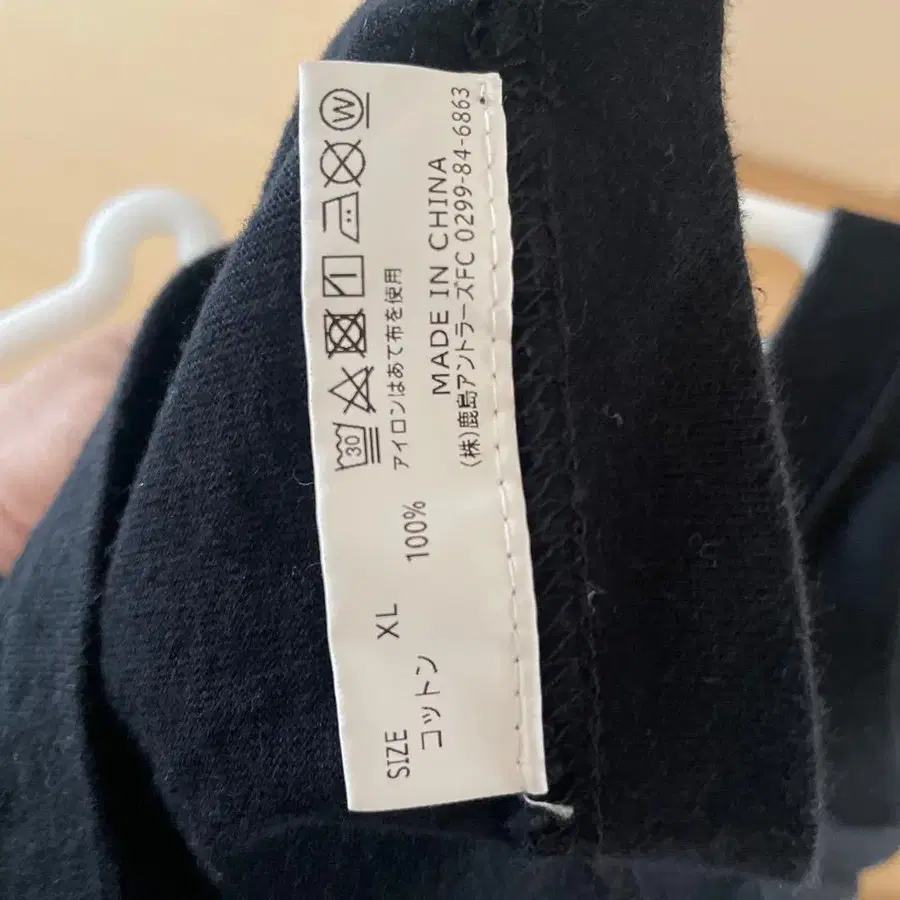 SIZE XL
コットン 100%
30
アイロンはあて布を使用
MADE IN CHINA
(株)鹿島アントラーズFC 0299-84-6863
W